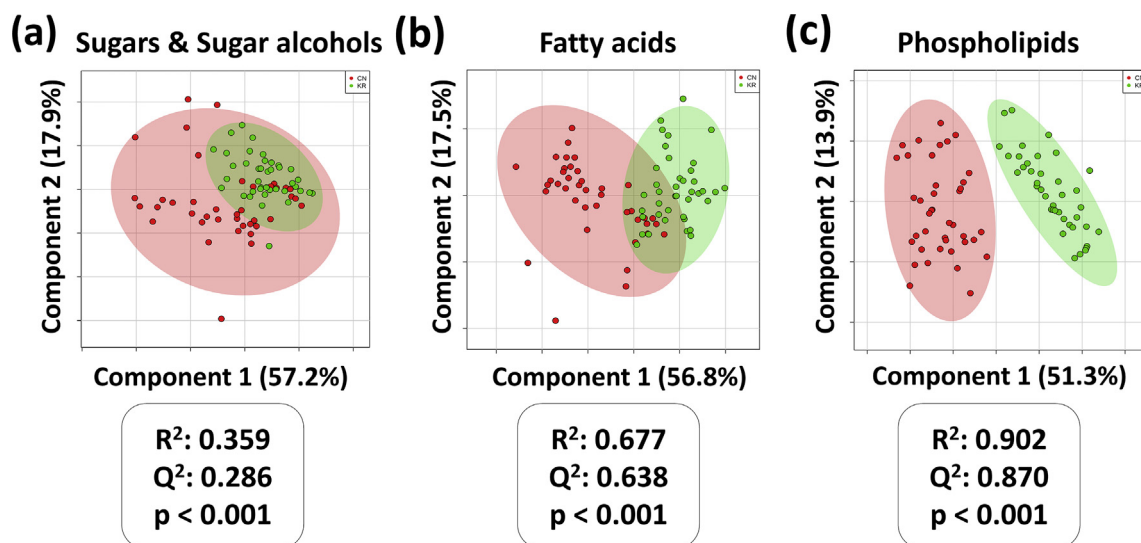 (a) Sugars & Sugar alcohols
CN
KR
Component 2 (17.9%)
Component 1 (57.2%)
R²: 0.359
Q²: 0.286
p < 0.001
(b) Fatty acids
CN
KR
Component 2 (17.5%)
Component 1 (56.8%)
R²: 0.677
Q²: 0.638
p < 0.001
(c) Phospholipids
CN
KR
Component 2 (13.9%)
Component 1 (51.3%)
R²: 0.902
Q²: 0.870
p < 0.001